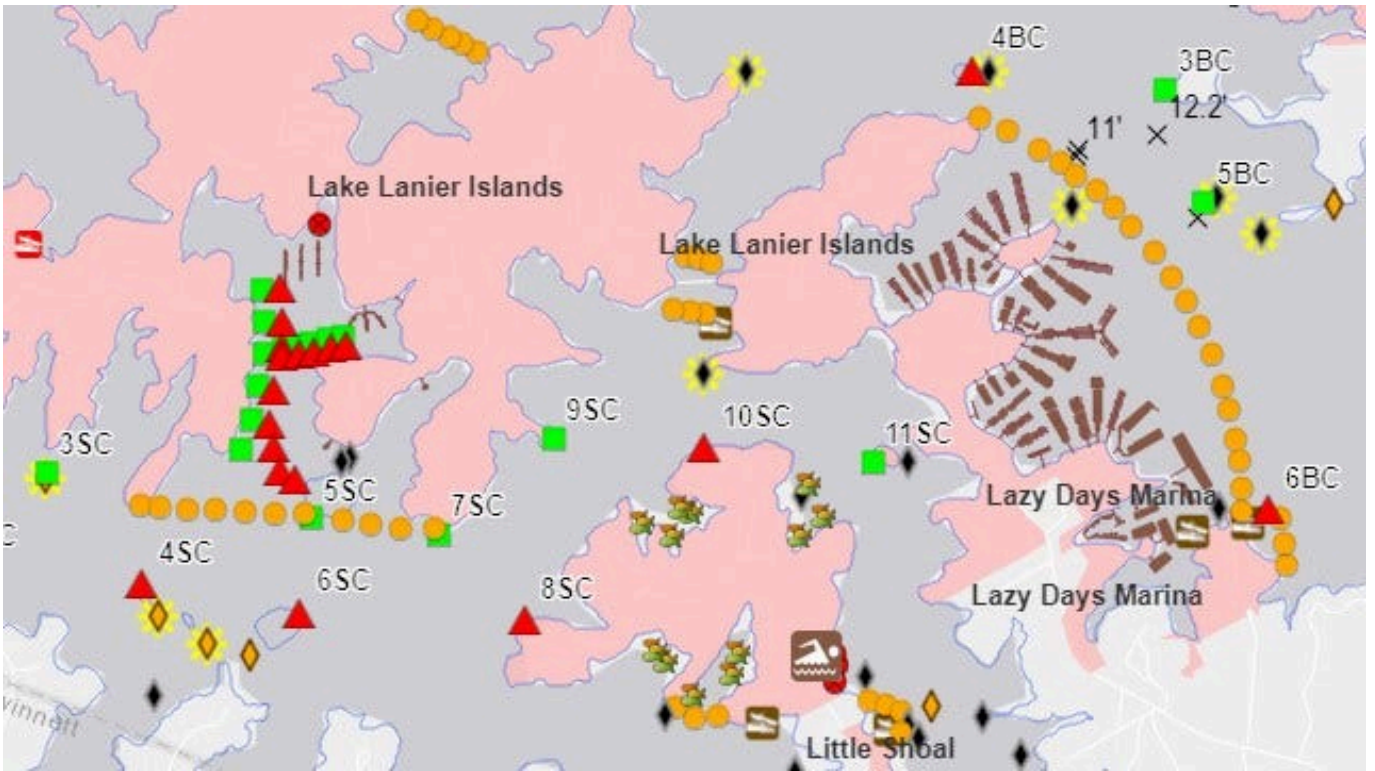 4BC
3BC
12.2'
11'
5BC
Lake Lanier Islands
Lake Lanier Islands
9SC
10SC
11SC
3SC
6BC
5SC
7SC
Lazy Days Marina
C
4SC
6SC
8SC
Lazy Days Marina
winnett
Little Shoal